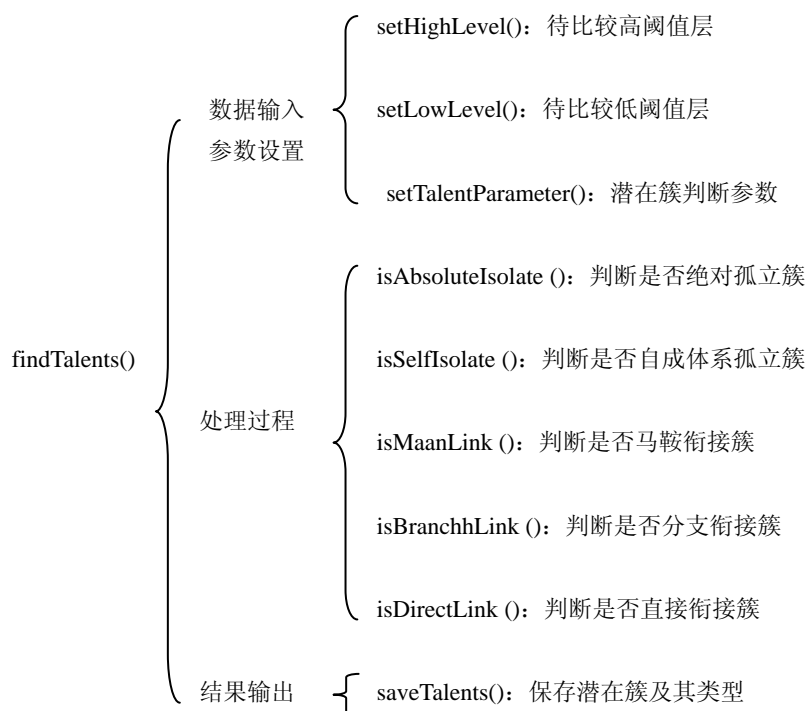 setHighLevel()：待比较高阈值层
数据输入
参数设置
setLowLevel()：待比较低阈值层
setTalentParameter()：潜在簇判断参数
isAbsoluteIsolate ()：判断是否绝对孤立簇
findTalents()
isSelfIsolate ()：判断是否自成体系孤立簇
处理过程
isMaanLink ()：判断是否马鞍衔接簇
isBranchhLink ()：判断是否分支衔接簇
isDirectLink ()：判断是否直接衔接簇
结果输出
saveTalents()：保存潜在簇及其类型